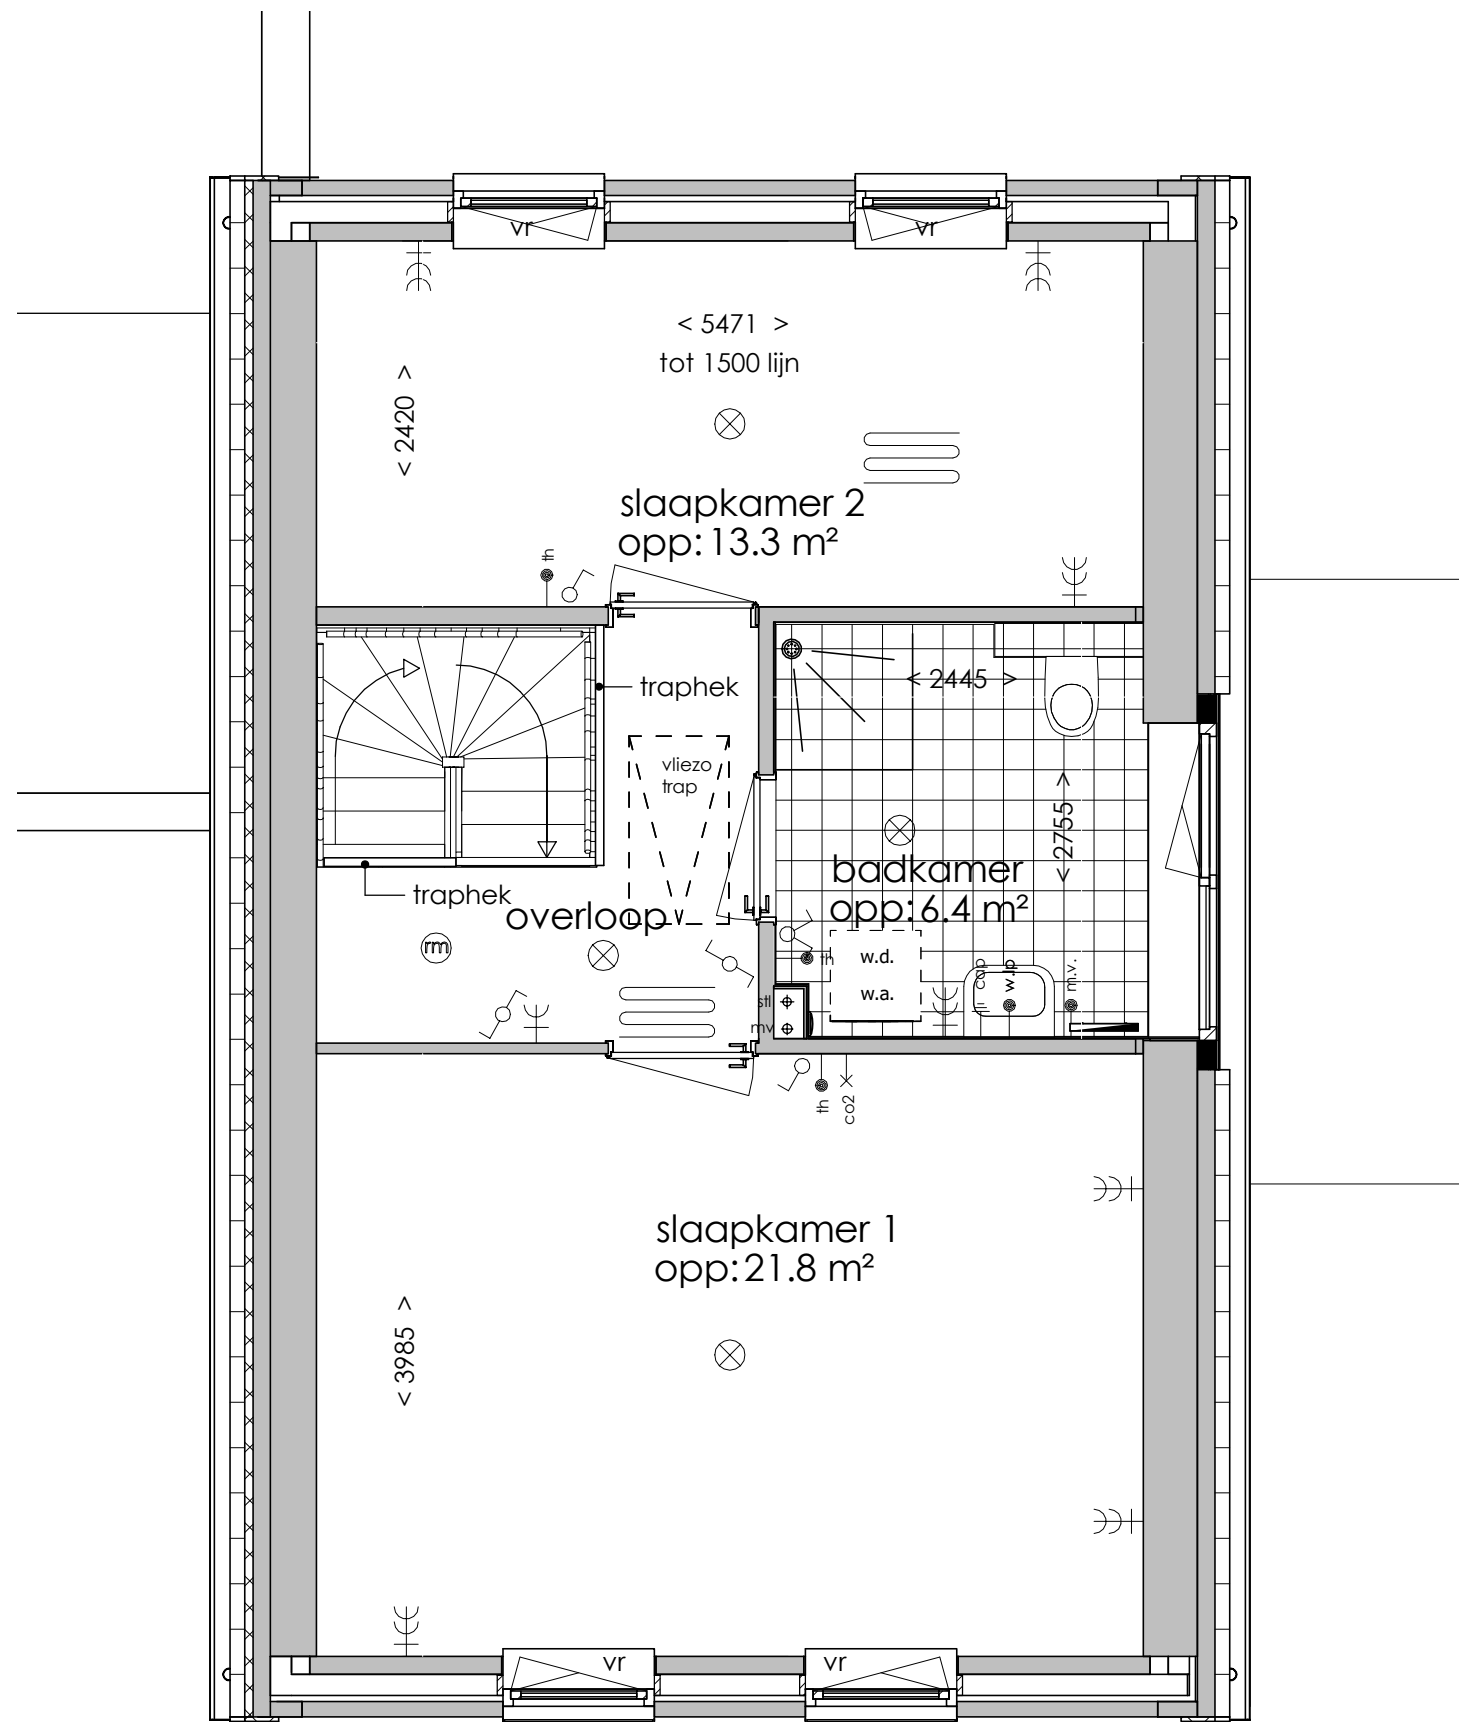 vr
vr
< 5471 >
tot 1500 lijn
< 2420 >
slaapkamer 2
opp: 13.3 m²
th
traphek
< 2445 >
vliezo
trap
< 2755 >
badkamer
opp: 6.4 m²
traphek
overloop
rm
th
w.d.
w.a.
cap
w.lp
m.v.
stl
mv
th
co2
slaapkamer 1
opp: 21.8 m²
< 3985 >
vr
vr